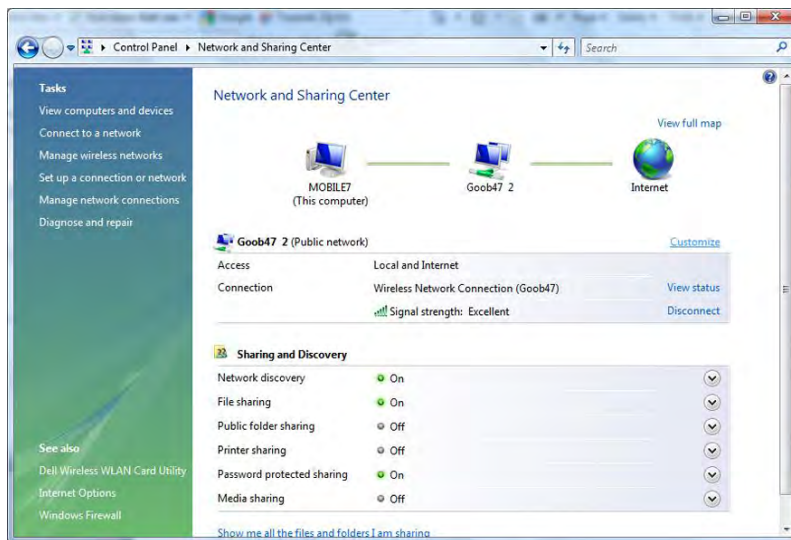 Control Panel
Network and Sharing Center
Search
Tasks
View computers and devices
Connect to a network
Manage wireless networks
Set up a connection or network
Manage network connections
Diagnose and repair
See also
Dell Wireless WLAN Card Utility
Internet Options
Windows Firewall
Network and Sharing Center
View full map
MOBILE7
(This computer)
Goob47 2
Internet
Goob47 2 (Public network)
Customize
Access Local and Internet
Connection Wireless Network Connection (Goob47) View status
Signal strength: Excellent Disconnect
Sharing and Discovery
Network discovery On
File sharing On
Public folder sharing Off
Printer sharing Off
Password protected sharing On
Media sharing Off
Show me all the files and folders I am sharing